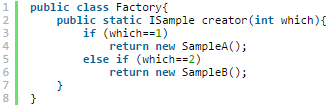 1 public class Factory{
2     public static ISample creator(int which){
3         if (which==1)
4             return new SampleA();
5         else if (which==2)
6             return new SampleB();
7     }
8 }